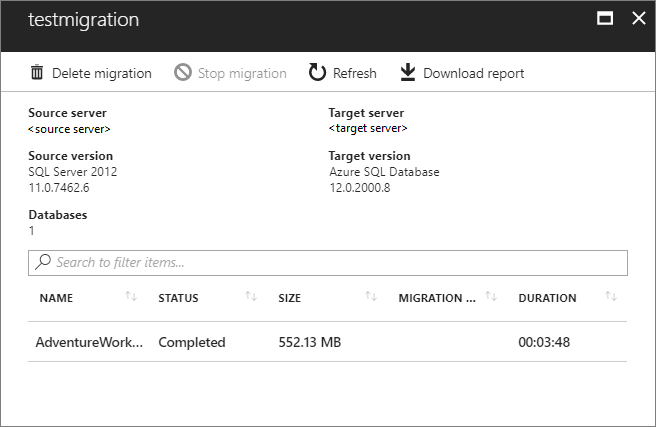 testmigration
Delete migration Stop migration Refresh Download report
Source server Target server
<source server> <target server>
Source version Target version
SQL Server 2012 Azure SQL Database
11.0.7462.6 12.0.2000.8
Databases
1
Search to filter items...
NAME STATUS SIZE MIGRATION ... DURATION
AdventureWork... Completed 552.13 MB 00:03:48